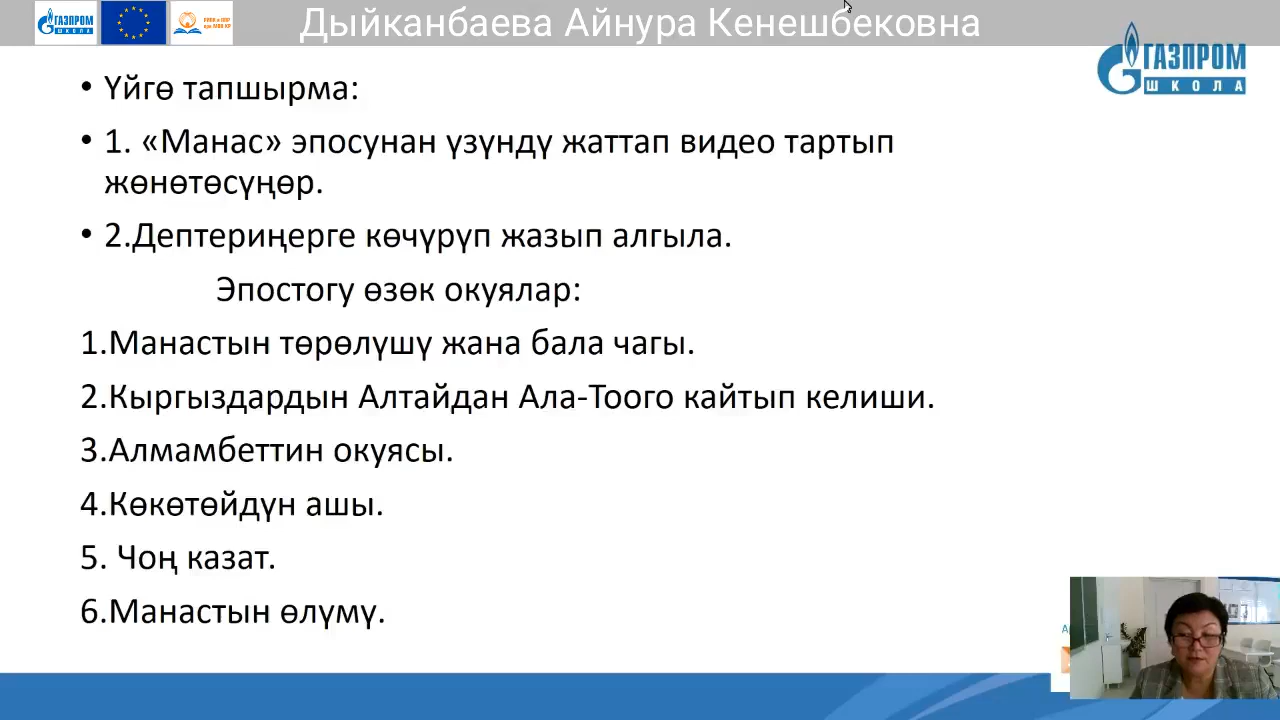 ГАЗПРОМ
ШКОЛА
Дыйканбаева Айнура Кенешбековна
ГАЗПРОМ
ШКОЛА
• Үйгө тапшырма:
• 1. «Манас» эпосунан үзүндү жаттап видео тартып
жөнөтөсүңөр.
• 2.Дептериңерге көчүрүп жазып алгыла.
Эпостогу өзөк окуялар:
1.Манастын төрөлүшү жана бала чагы.
2.Кыргыздардын Алтайдан Ала-Тоого кайтып келиши.
3.Алмамбеттин окуясы.
4.Көкөтөйдүн ашы.
5. Чоң казат.
6.Манастын өлүмү.